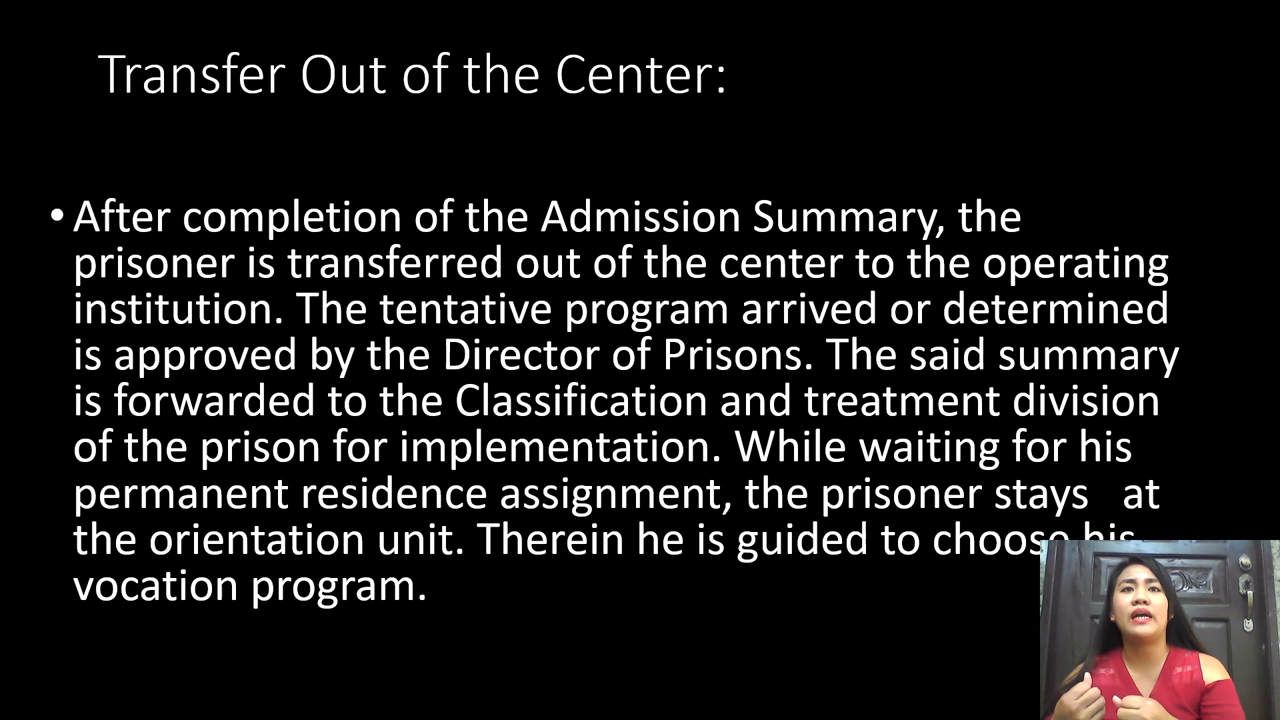 Transfer Out of the Center:
• After completion of the Admission Summary, the
prisoner is transferred out of the center to the operating
institution. The tentative program arrived or determined
is approved by the Director of Prisons. The said summary
is forwarded to the Classification and treatment division
of the prison for implementation. While waiting for his
permanent residence assignment, the prisoner stays at
the orientation unit. Therein he is guided to choose his
vocation program.